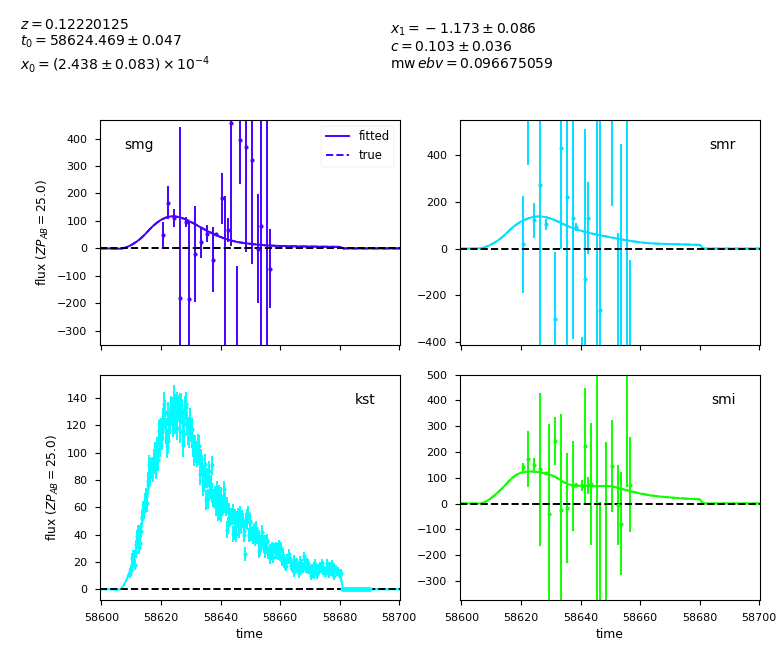 z = 0.12220125
t₀ = 58624.469 ± 0.047
x₀ = (2.438 ± 0.083) × 10⁻⁴
x₁ = −1.173 ± 0.086
c = 0.103 ± 0.036
mw ebv = 0.096675059
smg
fitted
true
400
300
200
100
0
−100
−200
−300
flux (ZP_AB = 25.0)
smr
400
200
0
−200
−400
kst
140
120
100
80
60
40
20
0
flux (ZP_AB = 25.0)
58600 58620 58640 58660 58680 58700
time
smi
500
400
300
200
100
0
−100
−200
−300
58600 58620 58640 58660 58680 58700
time